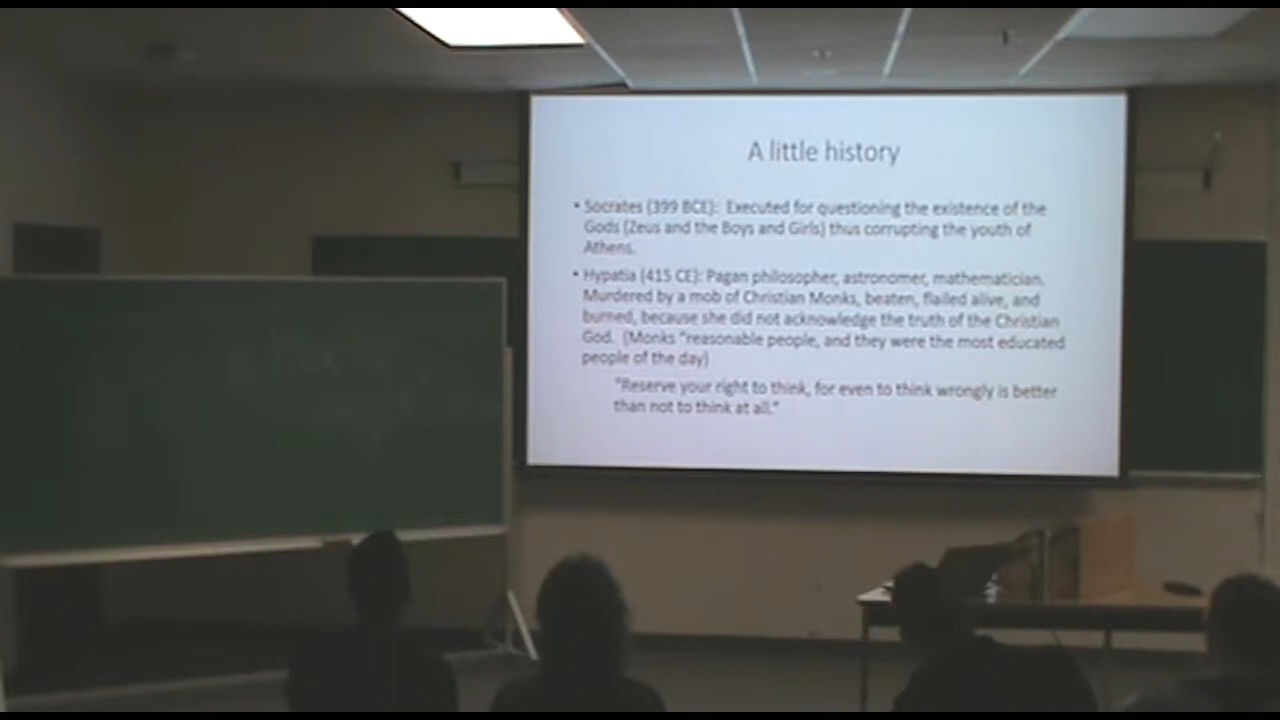 A little history
• Socrates (399 BCE): Executed for questioning the existence of the
Gods (Zeus and the Boys and Girls) thus corrupting the youth of
Athens.
• Hypatia (415 CE): Pagan philosopher, astronomer, mathematician.
Murdered by a mob of Christian Monks, beaten, flailed alive, and
burned, because she did not acknowledge the truth of the Christian
God. (Monks "reasonable people, and they were the most educated
people of the day)
"Reserve your right to think, for even to think wrongly is better
than not to think at all."